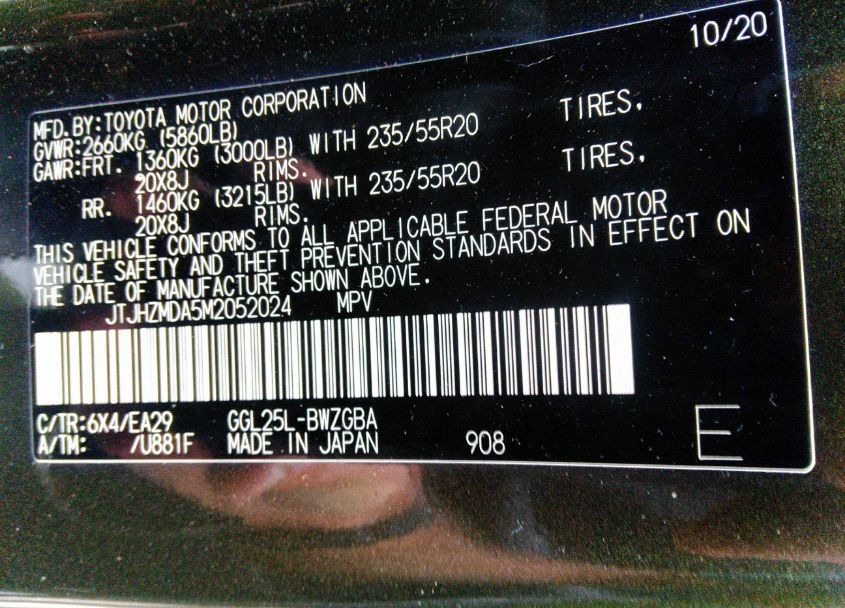 10/20
MFD.BY:TOYOTA MOTOR CORPORATION
GVWR:2660KG (5860LB)
GAWR:FRT. 1360KG (3000LB) WITH 235/55R20 TIRES,
20X8J RIMS.
RR. 1460KG (3215LB) WITH 235/55R20 TIRES,
20X8J RIMS.
THIS VEHICLE CONFORMS TO ALL APPLICABLE FEDERAL MOTOR
VEHICLE SAFETY AND THEFT PREVENTION STANDARDS IN EFFECT ON
THE DATE OF MANUFACTURE SHOWN ABOVE.
JTJHZMDA5M2052024 MPV
C/TR:6X4/EA29 GGL25L-BWZGBA
A/TM: /U881F MADE IN JAPAN 908 E